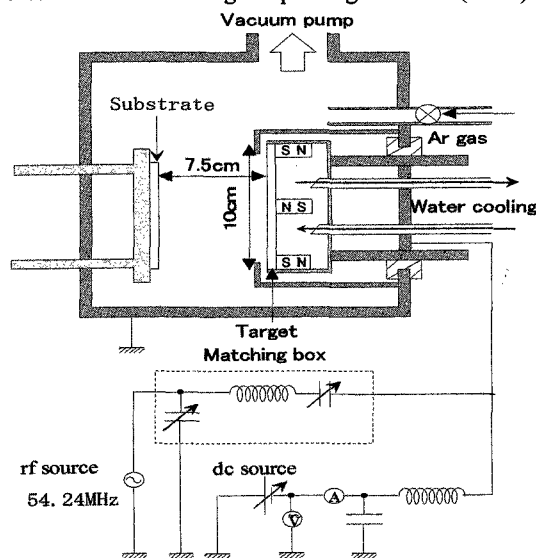 Vacuum pump
Substrate
Ar gas
7.5cm
S N
10cm
N S
Water cooling
S N
Target
Matching box
rf source
54. 24MHz
dc source
A
V